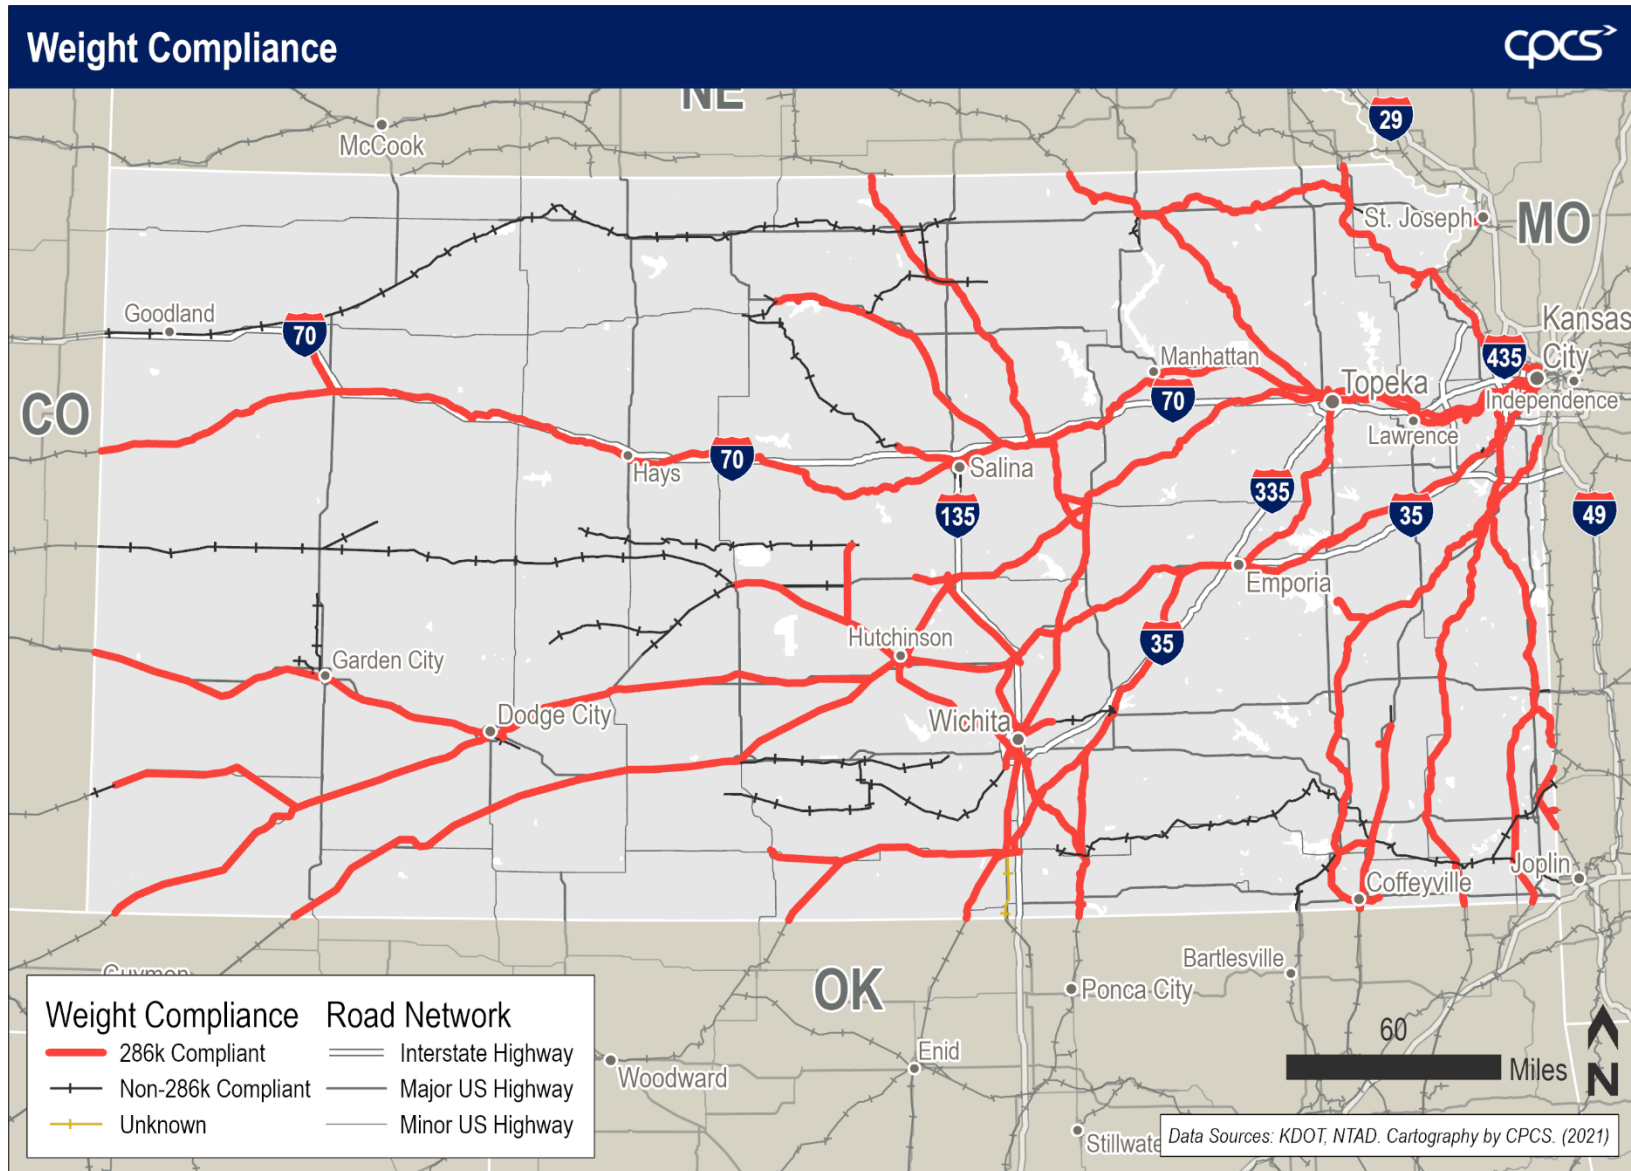 Weight Compliance
cpcs
NE
29
McCook
St. Joseph
MO
Goodland
70
Kansas
City
435
Manhattan
Topeka
70
Independence
CO
Lawrence
Hays
70
Salina
335
135
35
49
Emporia
Hutchinson
35
Garden City
Dodge City
Wichita
Joplin
Coffeyville
Bartlesville
OK
Ponca City
Guymon
Weight Compliance
Road Network
286k Compliant
Interstate Highway
Non-286k Compliant
Major US Highway
Unknown
Minor US Highway
Woodward
Enid
60
Miles
N
Stillwate
Data Sources: KDOT, NTAD. Cartography by CPCS. (2021)